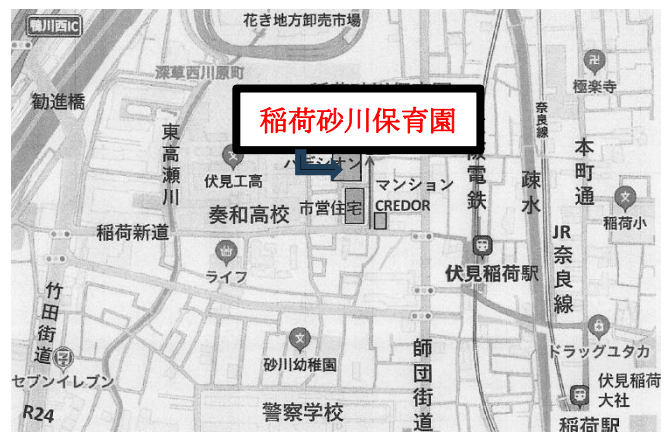 鴨川西IC
花き地方卸売市場
深草西川原町
勧進橋
極楽寺
稲荷砂川保育園
奈良線
東高瀬川
伏見工高
マンション
CREDOR
阪電鉄
疏水
本町通
市営住宅
奏和高校
稲荷小
稲荷新道
JR奈良線
ライフ
伏見稲荷駅
竹田街道
砂川幼稚園
師団街道
ドラッグユタカ
セブンイレブン
伏見稲荷
大社
R24
警察学校
稲荷駅